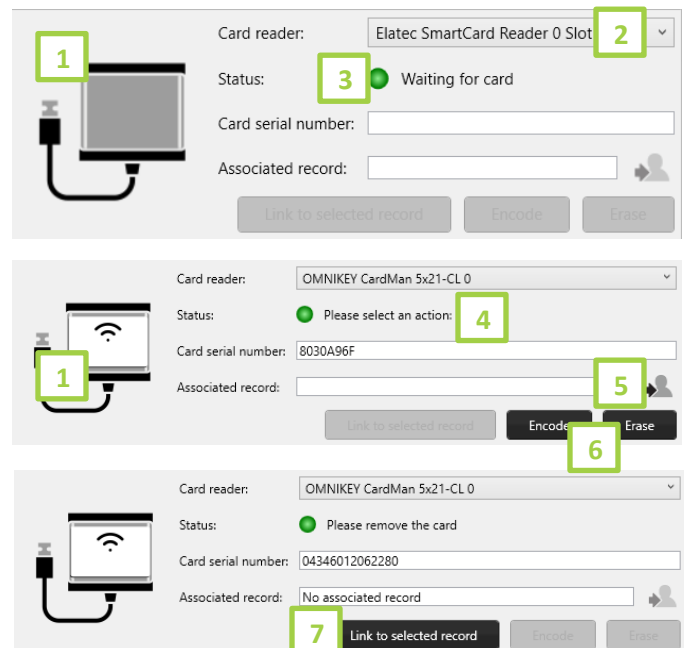 1
Card reader: Elatec SmartCard Reader 0 Slot 2
Status: 3 Waiting for card
Card serial number:
Associated record:
Link to selected record Encode Erase
Card reader: OMNIKEY CardMan 5x21-CL 0
Status: Please select an action: 4
Card serial number: 8030A96F
1
Associated record: 5
Link to selected record Encode Erase
6
Card reader: OMNIKEY CardMan 5x21-CL 0
Status: Please remove the card
Card serial number: 04346012062280
Associated record: No associated record
7 Link to selected record Encode Erase